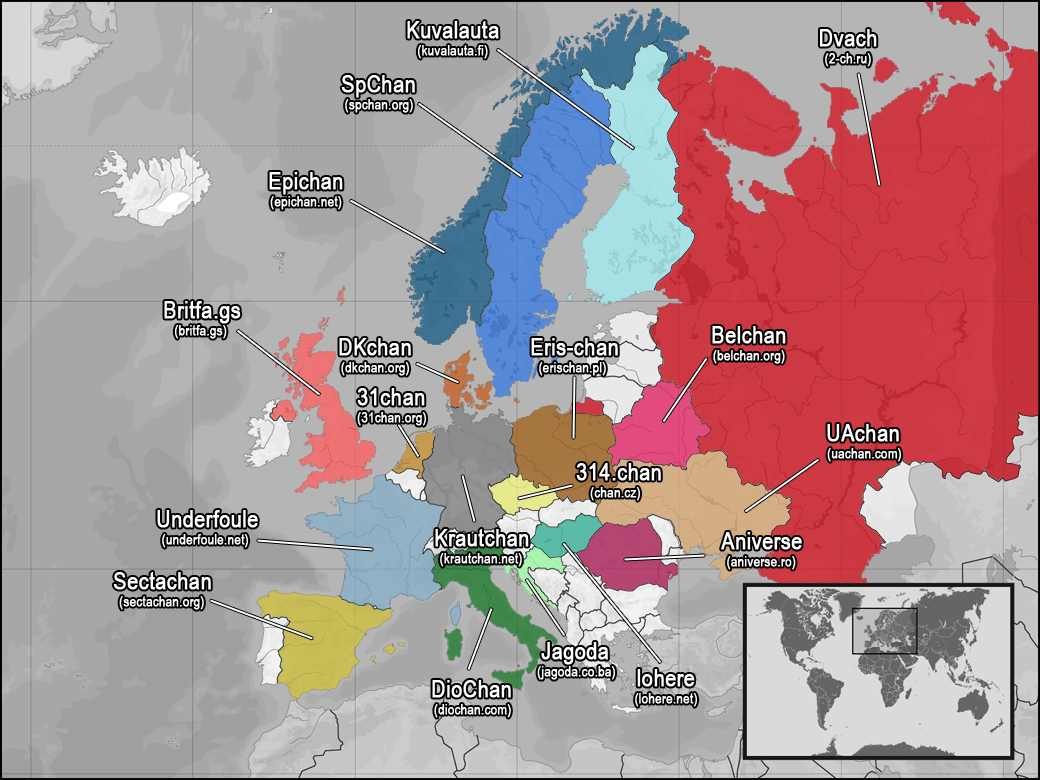 Kuvalauta
(kuvalauta.fi)
Dvach
(2-ch.ru)
SpChan
(spchan.org)
Epichan
(epichan.net)
Britfa.gs
(britfa.gs)
DKchan
(dkchan.org)
Eris-chan
(erischan.pl)
Belchan
(belchan.org)
31chan
(31chan.org)
UAchan
(uachan.com)
314.chan
(chan.cz)
Underfoule
(underfoule.net)
Krautchan
(krautchan.net)
Aniverse
(aniverse.ro)
Sectachan
(sectachan.org)
Jagoda
(jagoda.co.ba)
Iohere
(Iohere.net)
DioChan
(diochan.com)